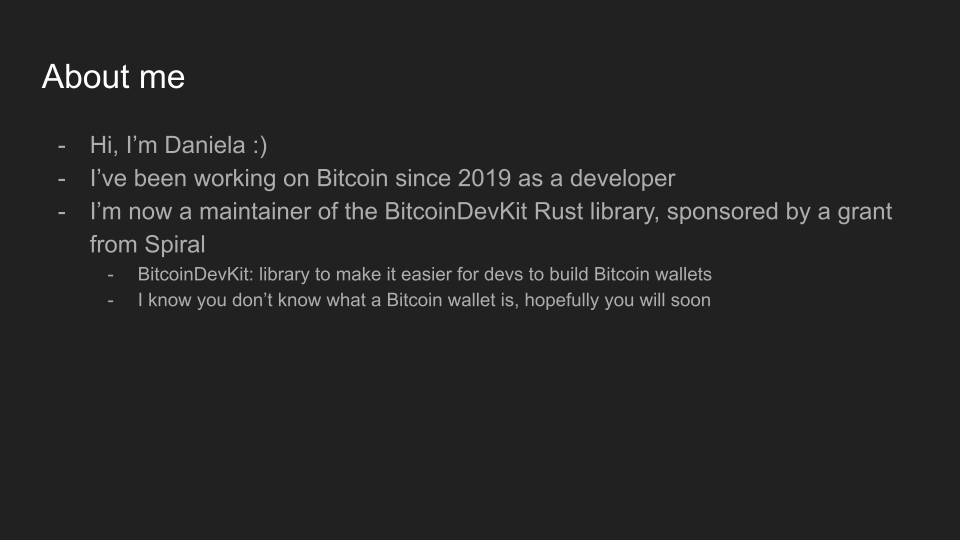 About me
- Hi, I’m Daniela :)
- I’ve been working on Bitcoin since 2019 as a developer
- I’m now a maintainer of the BitcoinDevKit Rust library, sponsored by a grant
from Spiral
- BitcoinDevKit: library to make it easier for devs to build Bitcoin wallets
- I know you don’t know what a Bitcoin wallet is, hopefully you will soon